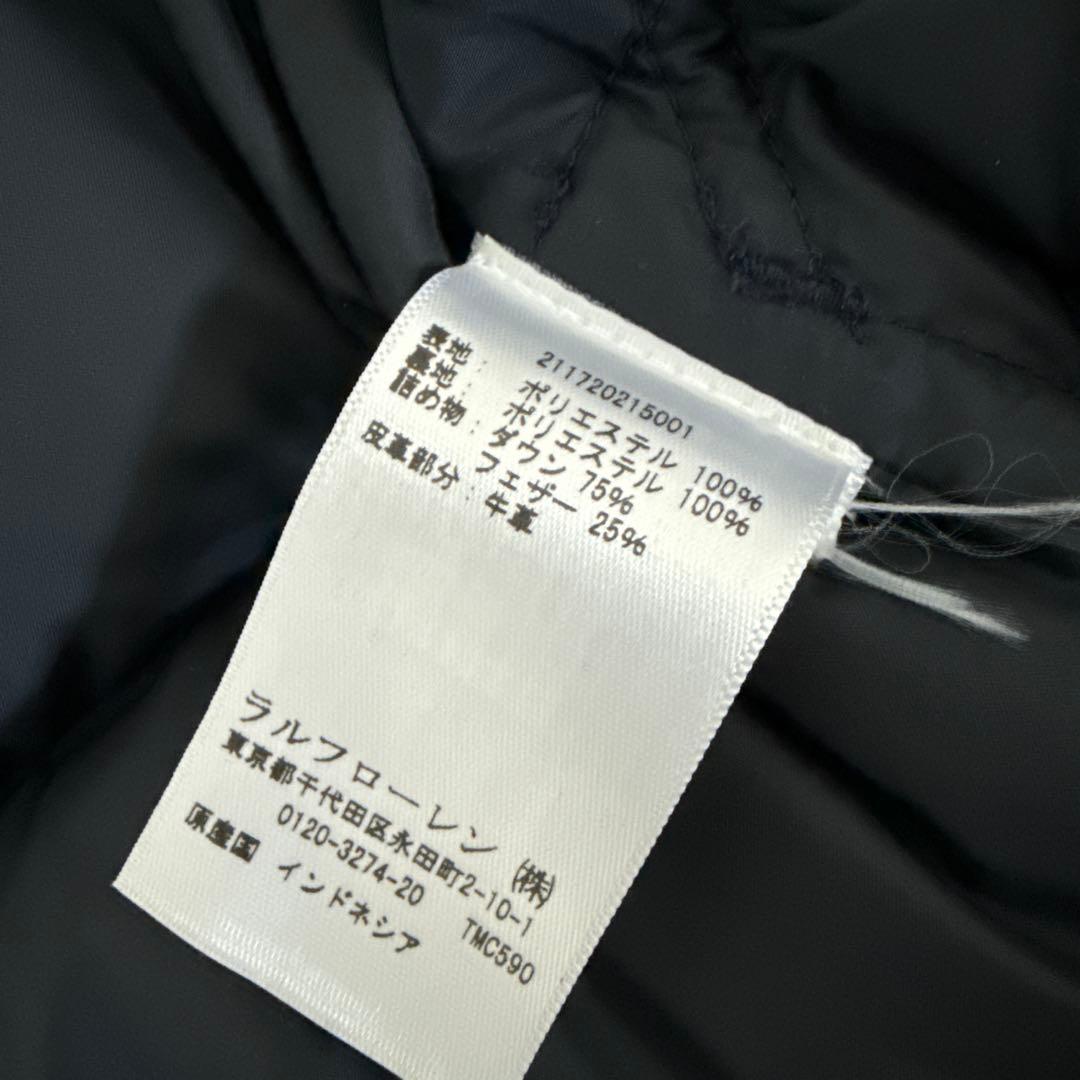 211720215001
表地: ポリエステル 100%
裏地: ポリエステル 100%
詰め物: ダウン 75%
フェザー 25%
皮革部分: 牛革
ラルフローレン (株)
東京都千代田区永田町2-10-1
0120-3274-20 TMC590
原産国 インドネシア